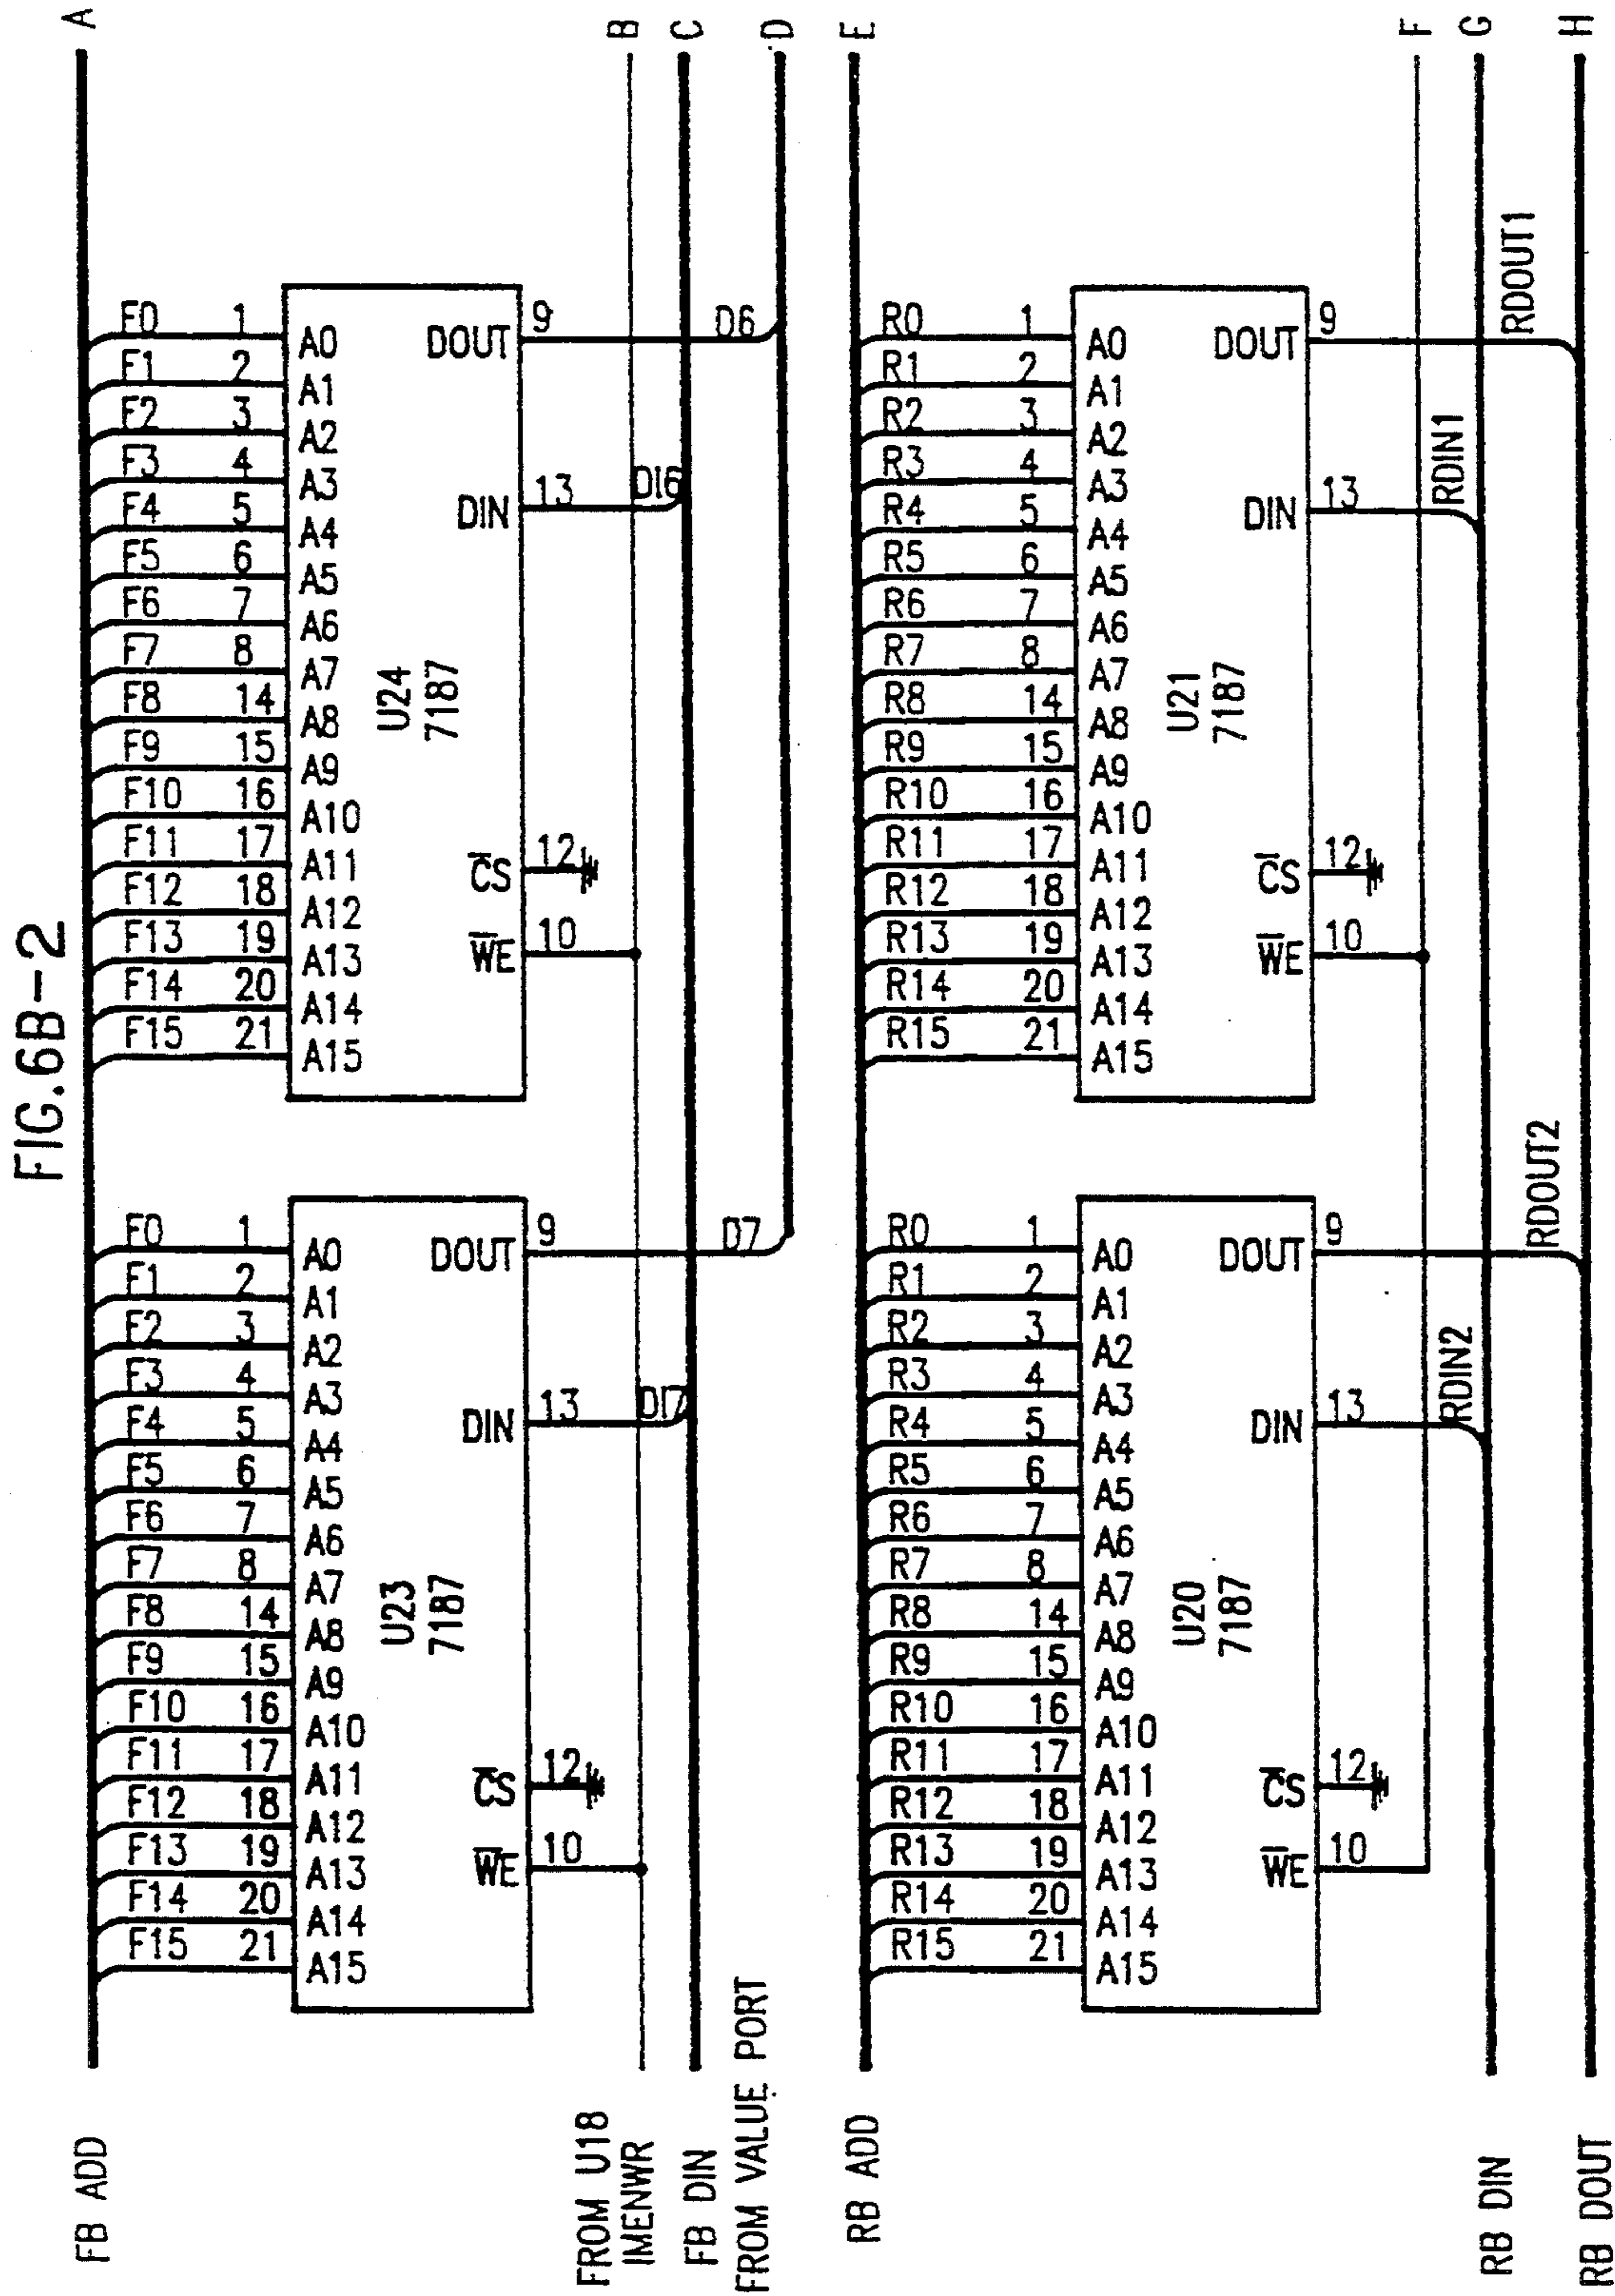 FIG.6B-2
A
B
C
D
E
F
G
H
FB ADD
FROM U18
IMENWR
FB DIN
FROM VALUE PORT
RB ADD
RB DIN
RB DOUT
F0 1 A0
F1 2 A1
F2 3 A2
F3 4 A3
F4 5 A4
F5 6 A5
F6 7 A6
F7 8 A7
F8 14 A8
F9 15 A9
F10 16 A10
F11 17 A11
F12 18 A12
F13 19 A13
F14 20 A14
F15 21 A15
U24
7187
DOUT 9 D6
DIN 13 DI6
C̅S 12
W̅E 10
R0 1 A0
R1 2 A1
R2 3 A2
R3 4 A3
R4 5 A4
R5 6 A5
R6 7 A6
R7 8 A7
R8 14 A8
R9 15 A9
R10 16 A10
R11 17 A11
R12 18 A12
R13 19 A13
R14 20 A14
R15 21 A15
U21
7187
DOUT 9 RDOUT1
DIN 13 RDIN1
C̅S 12
W̅E 10
F0 1 A0
F1 2 A1
F2 3 A2
F3 4 A3
F4 5 A4
F5 6 A5
F6 7 A6
F7 8 A7
F8 14 A8
F9 15 A9
F10 16 A10
F11 17 A11
F12 18 A12
F13 19 A13
F14 20 A14
F15 21 A15
U23
7187
DOUT 9 D7
DIN 13 DI7
C̅S 12
W̅E 10
R0 1 A0
R1 2 A1
R2 3 A2
R3 4 A3
R4 5 A4
R5 6 A5
R6 7 A6
R7 8 A7
R8 14 A8
R9 15 A9
R10 16 A10
R11 17 A11
R12 18 A12
R13 19 A13
R14 20 A14
R15 21 A15
U20
7187
DOUT 9 RDOUT2
DIN 13 RDIN2
C̅S 12
W̅E 10